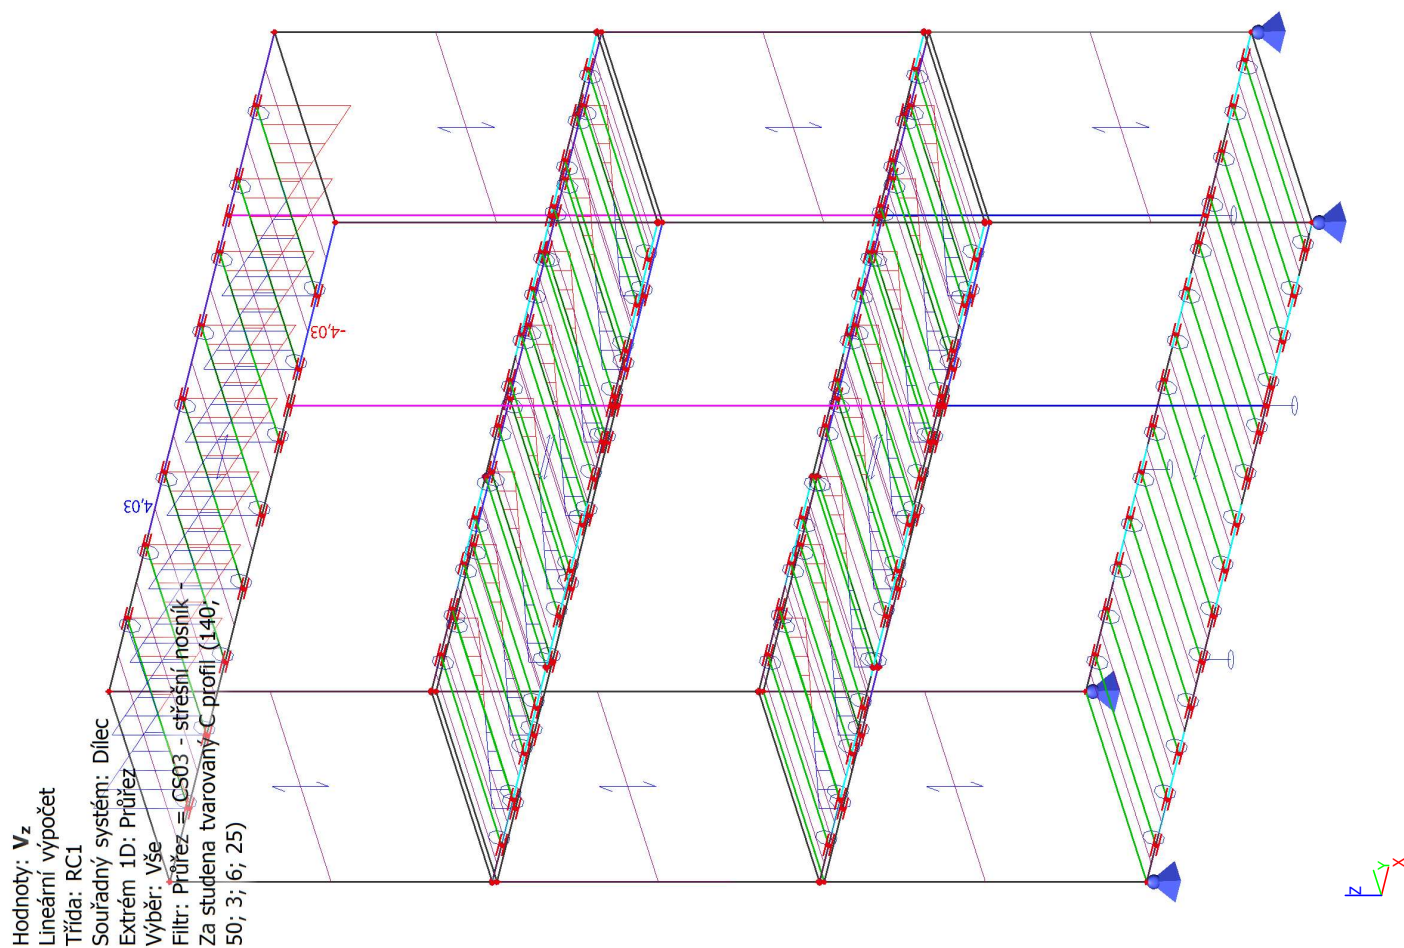 Hodnoty: Vz
Lineární výpočet
Třída: RC1
Souřadný systém: Dílec
Extrém 1D: Průřez
Výběr: Vše
Filtr: Průřez = CS03 - střešní nosník -
Za studena tvarovaný C profil (140;
50; 3; 6; 25)
4,03
-4,03
Z
Y
X